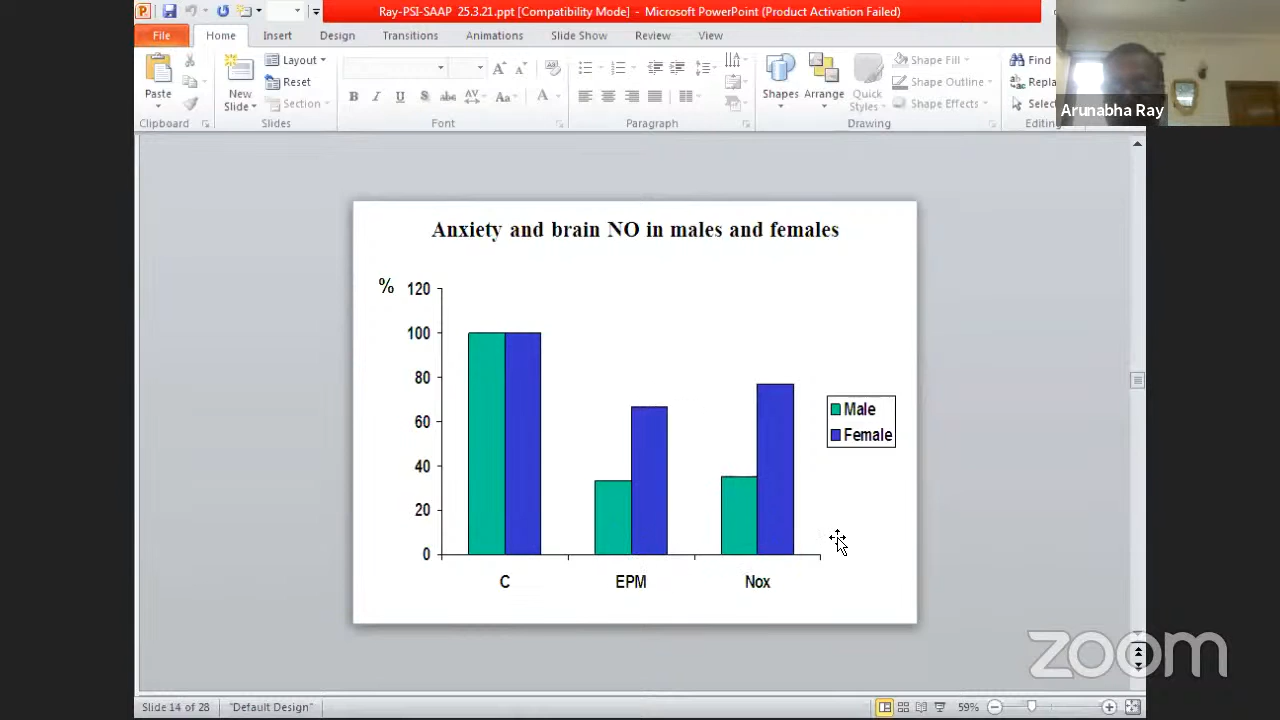 Ray-PSI-SAAP 25.3.21.ppt [Compatibility Mode] - Microsoft PowerPoint (Product Activation Failed)
File Home Insert Design Transitions Animations Slide Show Review View
Paste
New
Slide
Layout
Reset
Section
Shapes Arrange Quick
Styles
Shape Fill
Shape Outline
Shape Effects
Find
Repla
Selec
Clipboard Slides Font Paragraph Drawing Editing
Arunabha Ray
Anxiety and brain NO in males and females
%
120
100
80
60
40
20
0
C EPM Nox
Male
Female
zoom
Slide 14 of 28 "Default Design" 59%